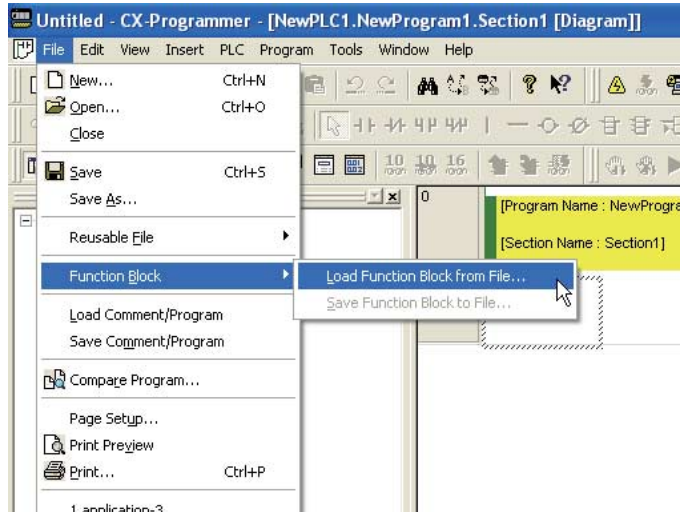 Untitled - CX-Programmer - [NewPLC1.NewProgram1.Section1 [Diagram]]
File Edit View Insert PLC Program Tools Window Help
New... Ctrl+N
Open... Ctrl+O
Close
Save Ctrl+S
10 10 16
Save As...
0
[Program Name : NewProgra
Reusable File
[Section Name : Section1]
Function Block
Load Function Block from File...
Save Function Block to File...
Load Comment/Program
Save Comment/Program
Compare Program...
Page Setup...
Print Preview
Print... Ctrl+P
1 application-3